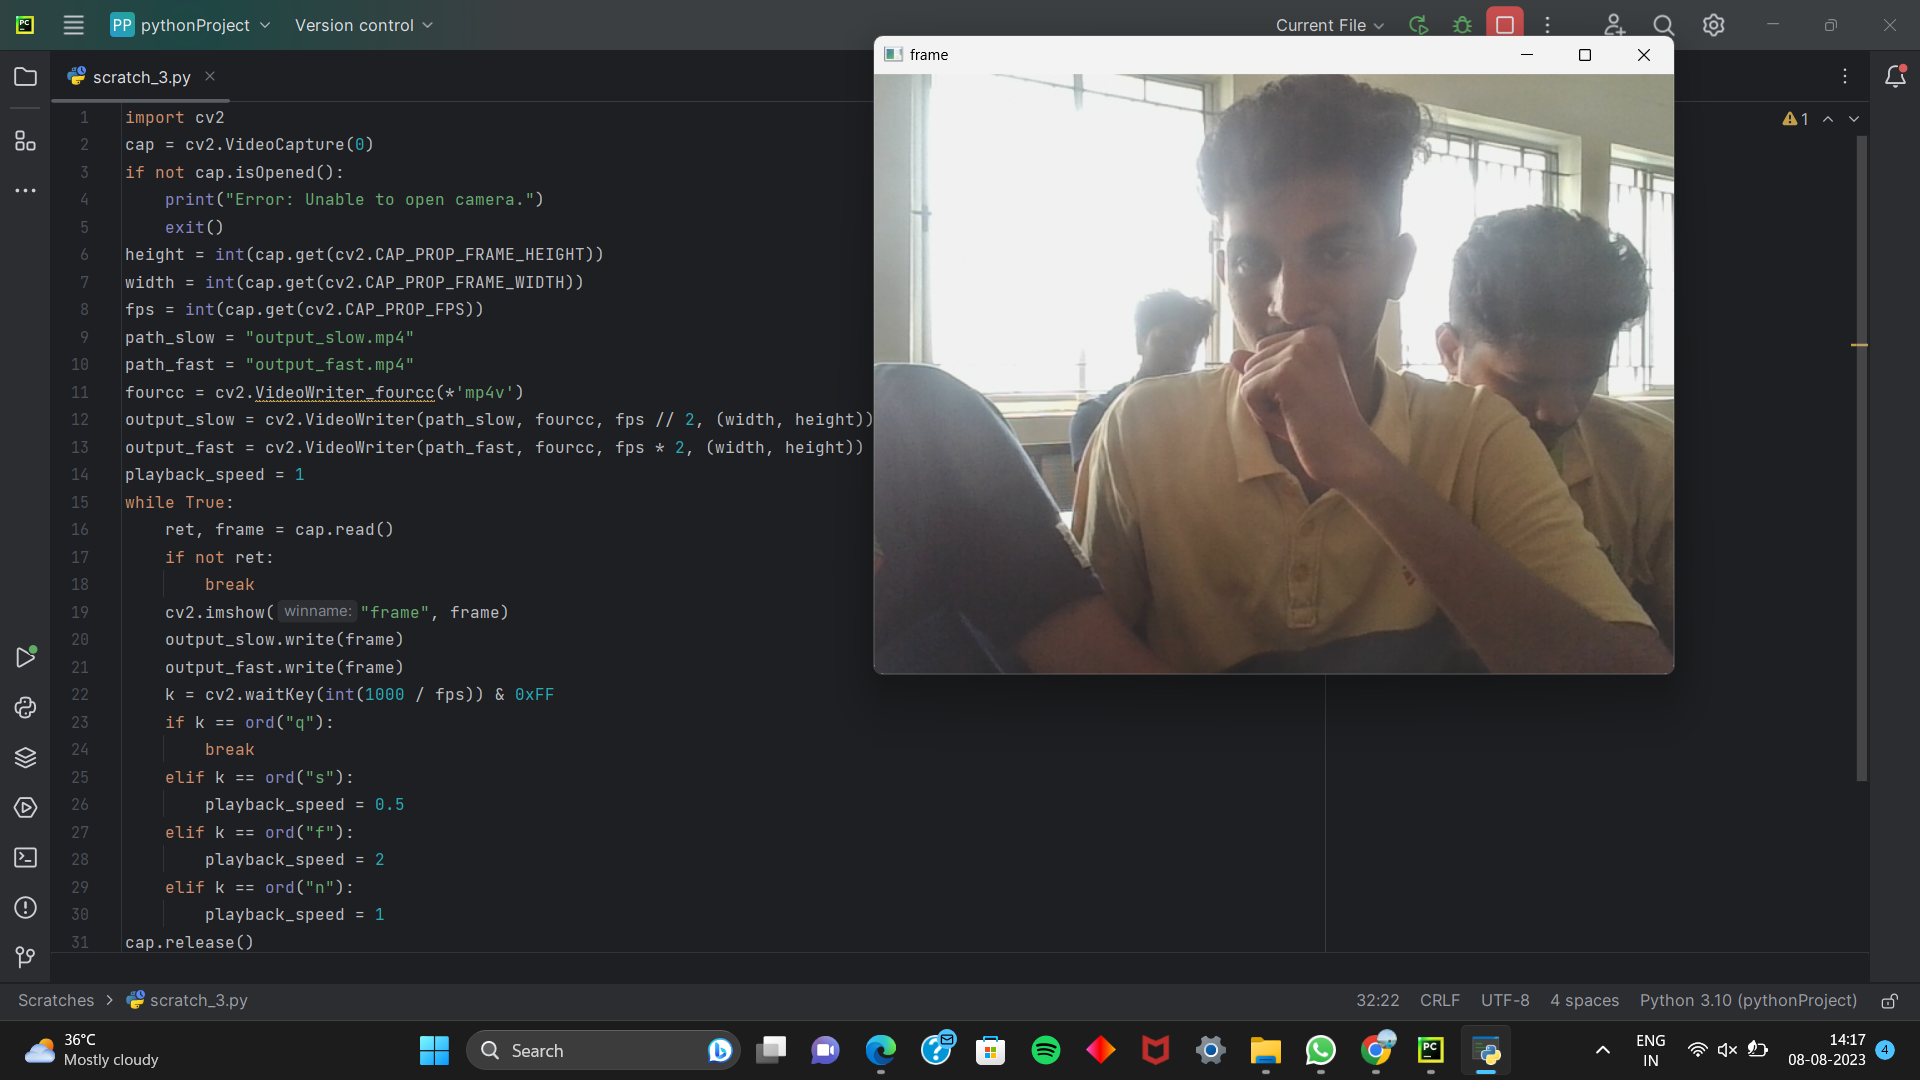 PP pythonProject Version control Current File
scratch_3.py
frame
1
1 import cv2
2 cap = cv2.VideoCapture(0)
3 if not cap.isOpened():
4 print("Error: Unable to open camera.")
5 exit()
6 height = int(cap.get(cv2.CAP_PROP_FRAME_HEIGHT))
7 width = int(cap.get(cv2.CAP_PROP_FRAME_WIDTH))
8 fps = int(cap.get(cv2.CAP_PROP_FPS))
9 path_slow = "output_slow.mp4"
10 path_fast = "output_fast.mp4"
11 fourcc = cv2.VideoWriter_fourcc(*'mp4v')
12 output_slow = cv2.VideoWriter(path_slow, fourcc, fps // 2, (width, height))
13 output_fast = cv2.VideoWriter(path_fast, fourcc, fps * 2, (width, height))
14 playback_speed = 1
15 while True:
16 ret, frame = cap.read()
17 if not ret:
18 break
19 cv2.imshow( winname: "frame", frame)
20 output_slow.write(frame)
21 output_fast.write(frame)
22 k = cv2.waitKey(int(1000 / fps)) & 0xFF
23 if k == ord("q"):
24 break
25 elif k == ord("s"):
26 playback_speed = 0.5
27 elif k == ord("f"):
28 playback_speed = 2
29 elif k == ord("n"):
30 playback_speed = 1
31 cap.release()
Scratches > scratch_3.py 32:22 CRLF UTF-8 4 spaces Python 3.10 (pythonProject)
36°C
Mostly cloudy
Search
PC
ENG
IN
14:17
08-08-2023
4